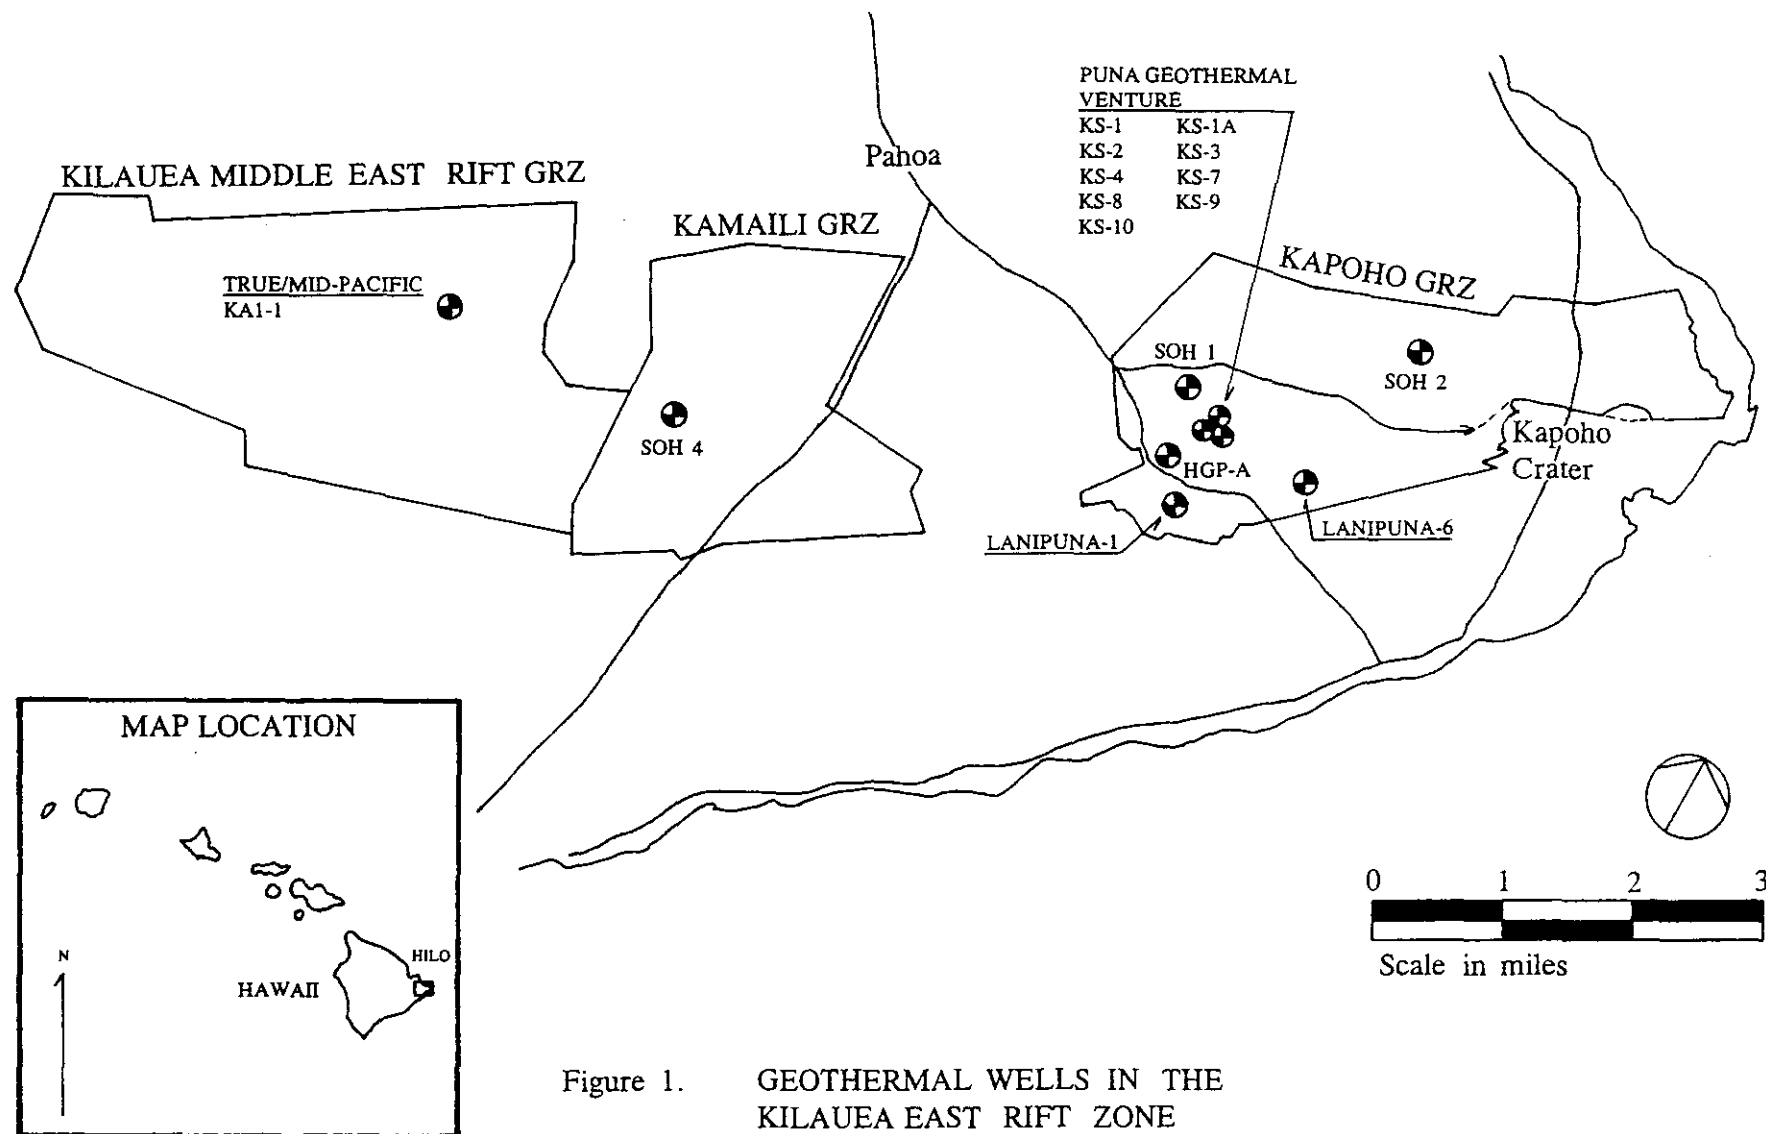 PUNA GEOTHERMAL
VENTURE
KS-1 KS-1A
KS-2 KS-3
KS-4 KS-7
KS-8 KS-9
KS-10
Pahoa
KILAUEA MIDDLE EAST RIFT GRZ
KAMAILI GRZ
KAPOHO GRZ
TRUE/MID-PACIFIC
KA1-1
SOH 1
SOH 2
SOH 4
Kapoho
Crater
HGP-A
LANIPUNA-1
LANIPUNA-6
MAP LOCATION
N
HILO
HAWAII
0 1 2 3
Scale in miles
Figure 1. GEOTHERMAL WELLS IN THE
KILAUEA EAST RIFT ZONE